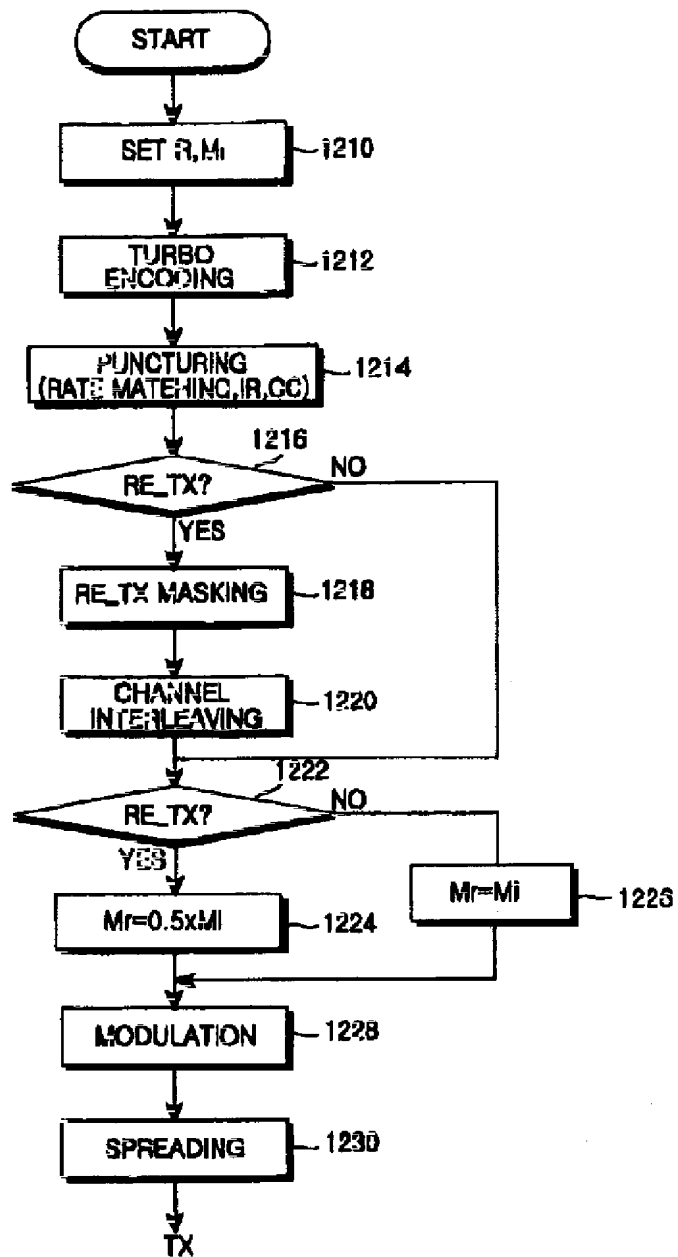 START
SET R,Mi
1210
TURBO
ENCODING
1212
PUNCTURING
(RATE MATEHINC,IR,CC)
1214
1216
RE_TX?
NO
YES
RE_TX MASKING
1218
CHANNEL
INTERLEAVING
1220
1222
RE_TX?
NO
YES
Mr=0.5xMi
1224
Mr=Mi
1226
MODULATION
1228
SPREADING
1230
TX